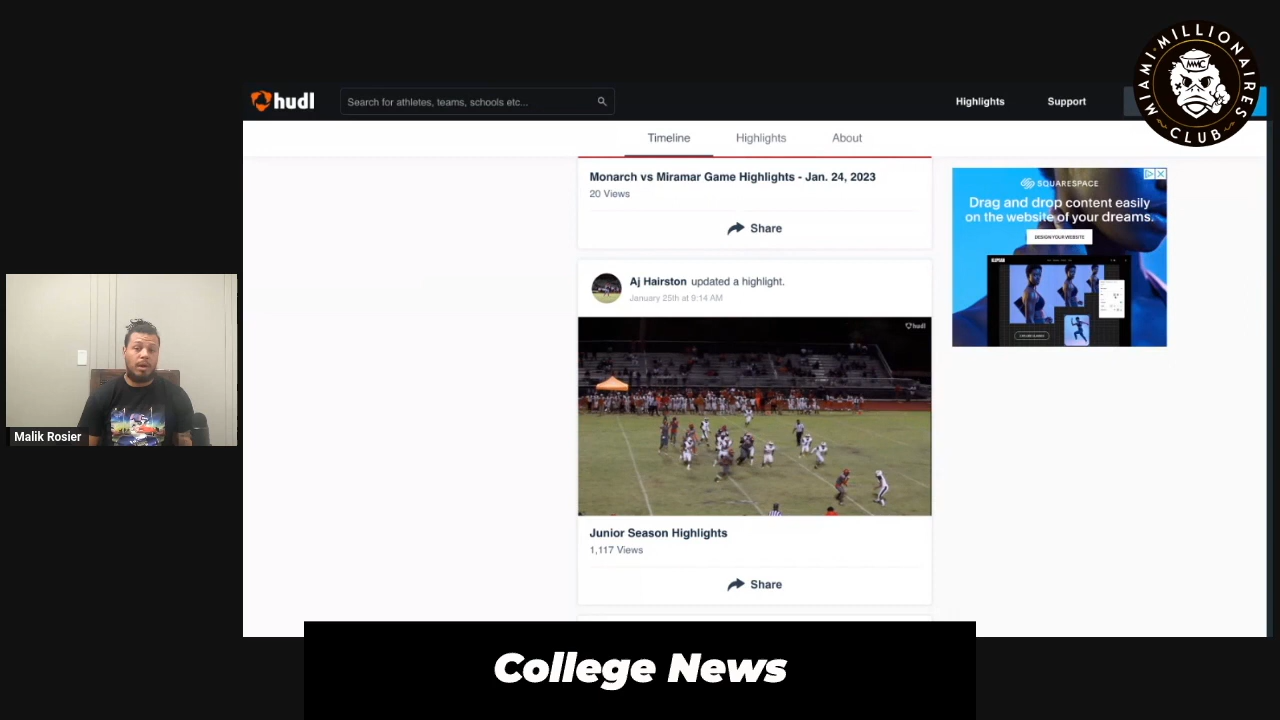 MIAMI MILLIONAIRES CLUB
MMC
hudl
Search for athletes, teams, schools etc...
Highlights
Support
Timeline
Highlights
About
Monarch vs Miramar Game Highlights - Jan. 24, 2023
20 Views
Share
SQUARESPACE
Drag and drop content easily
on the website of your dreams.
DESIGN YOUR WEBSITE
Aj Hairston updated a highlight.
January 25th at 9:14 AM
hudl
Malik Rosier
Junior Season Highlights
1,117 Views
Share
College News